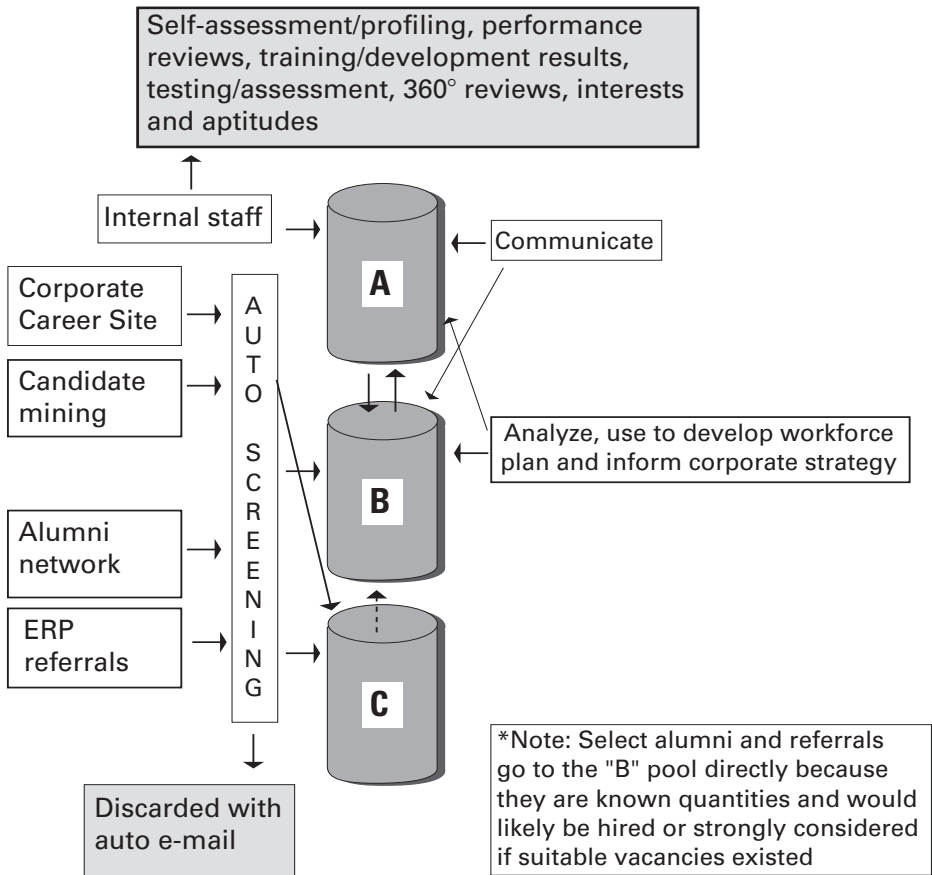 Self-assessment/profiling, performance
reviews, training/development results,
testing/assessment, 360° reviews, interests
and aptitudes
Internal staff
Communicate
A
Corporate
Career Site
AUTO SCREENING
Candidate
mining
Analyze, use to develop workforce
plan and inform corporate strategy
B
Alumni
network
ERP
referrals
C
*Note: Select alumni and referrals
go to the "B" pool directly because
they are known quantities and would
likely be hired or strongly considered
if suitable vacancies existed
Discarded with
auto e-mail